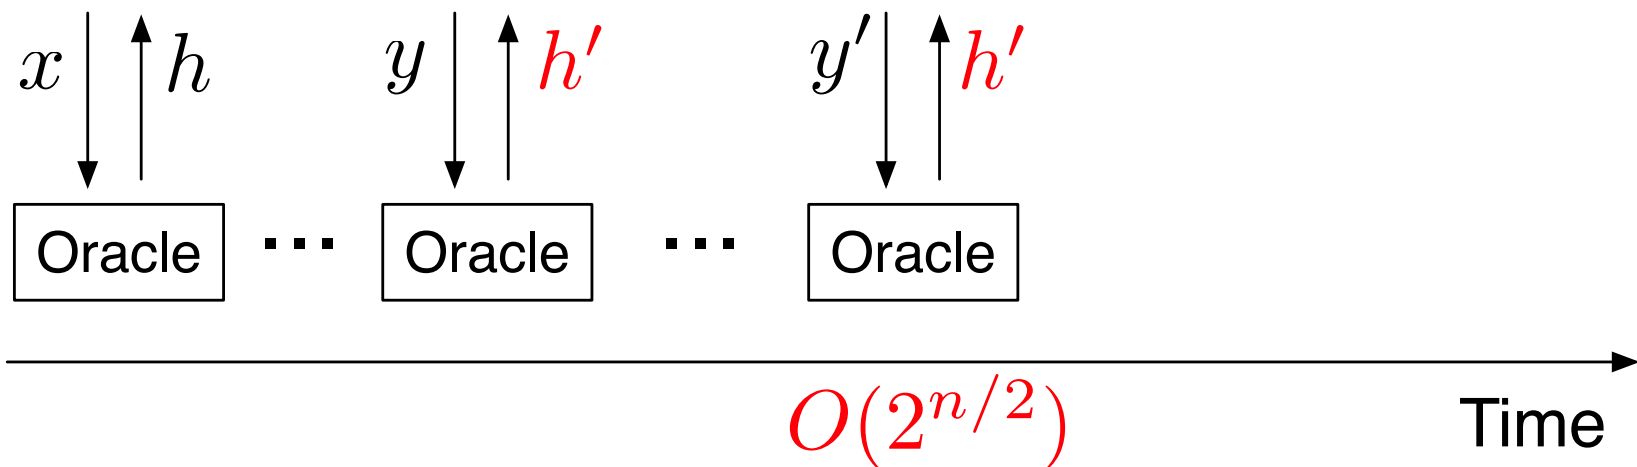 x h y h′ y′ h′
Oracle ··· Oracle ··· Oracle
O(2^{n/2}) Time